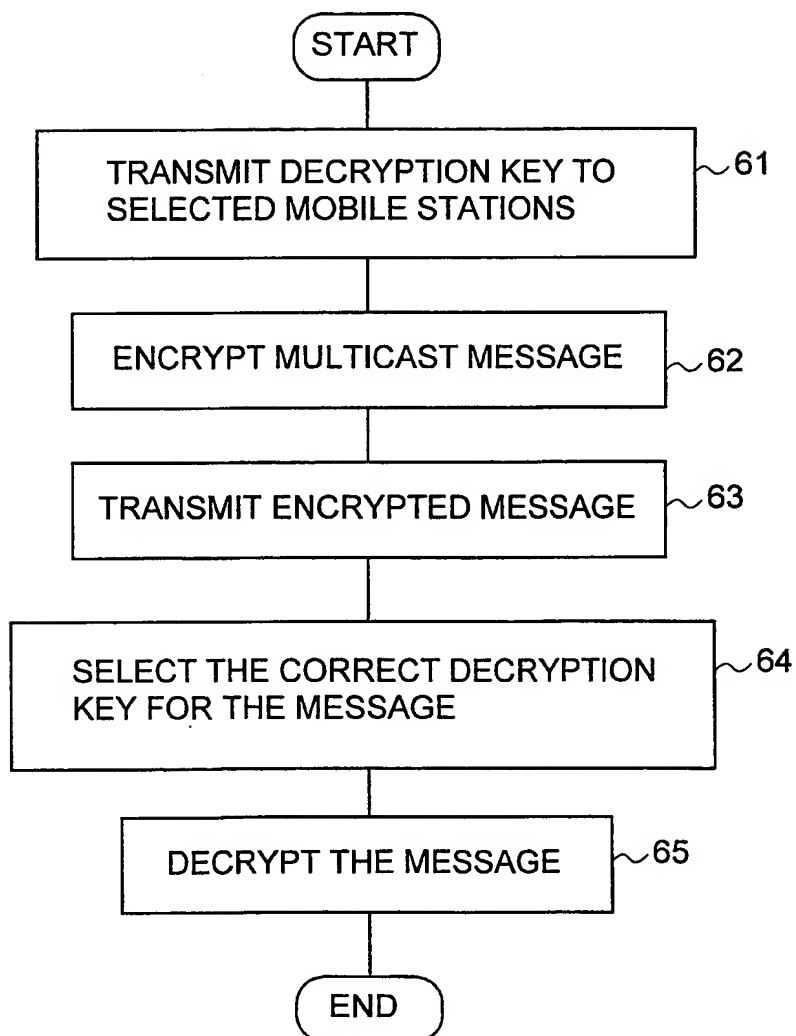 START
TRANSMIT DECRYPTION KEY TO
SELECTED MOBILE STATIONS
61
ENCRYPT MULTICAST MESSAGE
62
TRANSMIT ENCRYPTED MESSAGE
63
SELECT THE CORRECT DECRYPTION
KEY FOR THE MESSAGE
64
DECRYPT THE MESSAGE
65
END